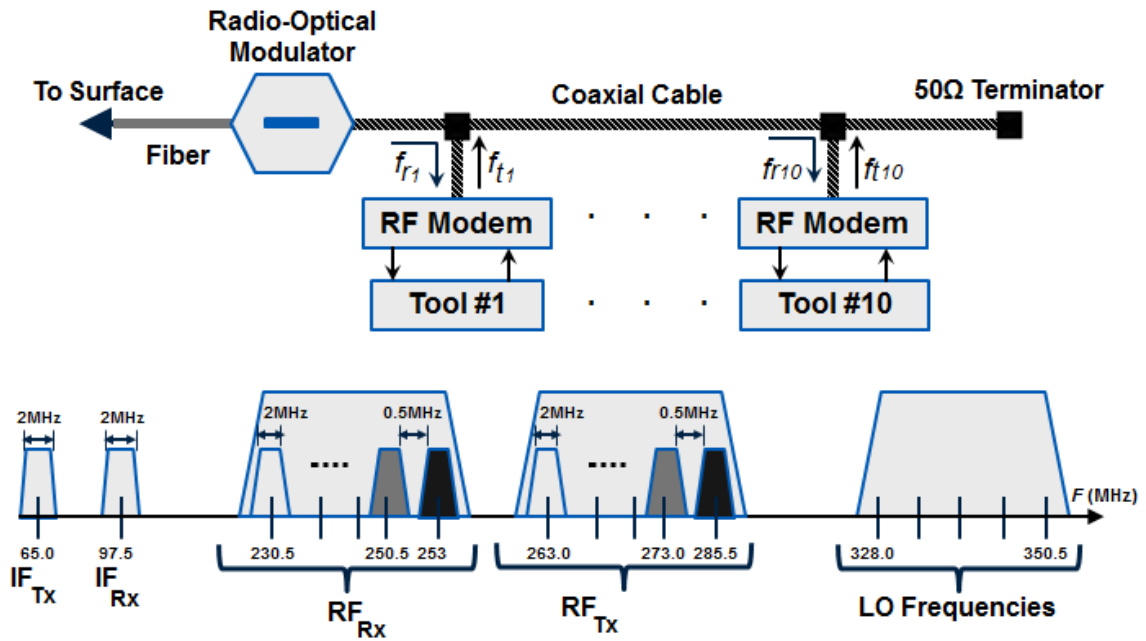 Radio-Optical
Modulator
To Surface
Fiber
Coaxial Cable
50Ω Terminator
fr1
ft1
fr10
ft10
RF Modem
. . .
RF Modem
Tool #1
. . .
Tool #10
2MHz
2MHz
2MHz
0.5MHz
2MHz
0.5MHz
F (MHz)
65.0
97.5
230.5
250.5
253
263.0
273.0
285.5
328.0
350.5
IFTx
IFRx
RFRx
RFTx
LO Frequencies